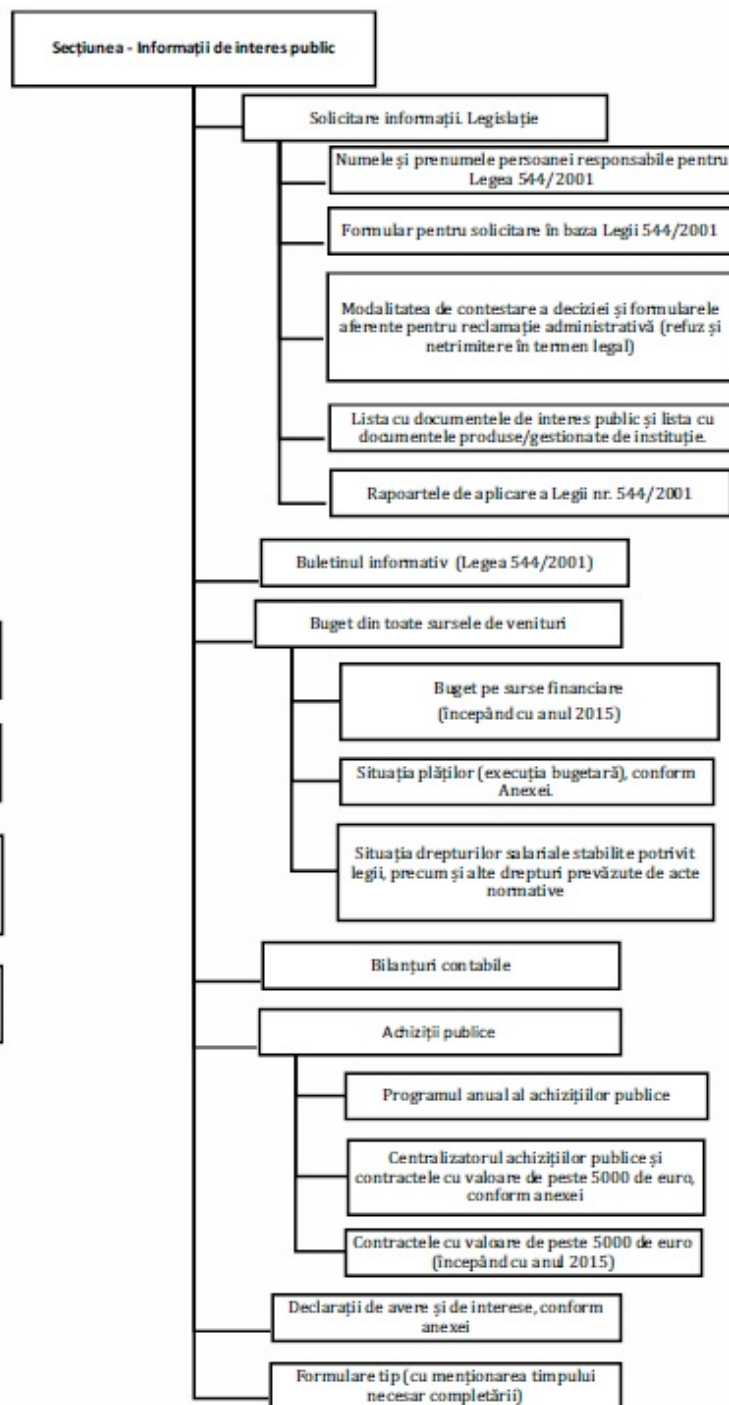 Secțiunea - Informații de interes public
Solicitare informații. Legislație
Numele și prenumele persoanei responsabile pentru
Legea 544/2001
Formular pentru solicitare în baza Legii 544/2001
Modalitatea de contestare a deciziei și formularele
aferente pentru reclamație administrativă (refuz și
netrimitere în termen legal)
Lista cu documentele de interes public și lista cu
documentele produse/gestionate de instituție.
Rapoartele de aplicare a Legii nr. 544/2001
Buletinul informativ (Legea 544/2001)
Buget din toate sursele de venituri
Buget pe surse financiare
(începând cu anul 2015)
Situația plăților (execuția bugetară), conform
Anexei.
Situația drepturilor salariale stabilite potrivit
legii, precum și alte drepturi prevăzute de acte
normative
Bilanțuri contabile
Achiziții publice
Programul anual al achizițiilor publice
Centralizatorul achizițiilor publice și
contractele cu valoare de peste 5000 de euro,
conform anexei
Contractele cu valoare de peste 5000 de euro
(începând cu anul 2015)
Declarații de avere și de interese, conform
anexei
Formulare tip (cu menționarea timpului
necesar completării)